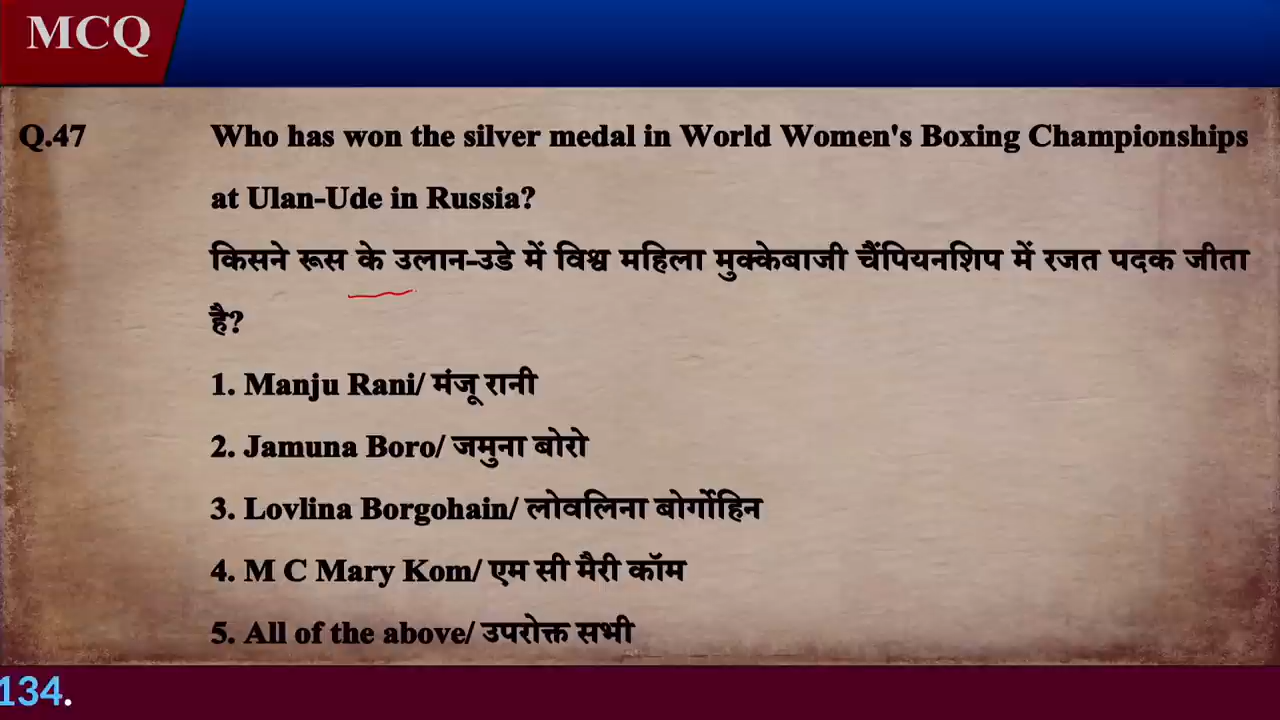 MCQ
Q.47 Who has won the silver medal in World Women's Boxing Championships
at Ulan-Ude in Russia?
किसने रूस के उलान-उडे में विश्व महिला मुक्केबाजी चैंपियनशिप में रजत पदक जीता
है?
1. Manju Rani/ मंजू रानी
2. Jamuna Boro/ जमुना बोरो
3. Lovlina Borgohain/ लोवलिना बोर्गोहिन
4. M C Mary Kom/ एम सी मैरी कॉम
5. All of the above/ उपरोक्त सभी
134.